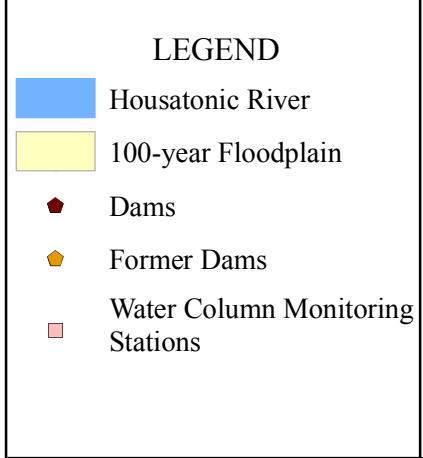 LEGEND
Housatonic River
100-year Floodplain
Dams
Former Dams
Water Column Monitoring
Stations